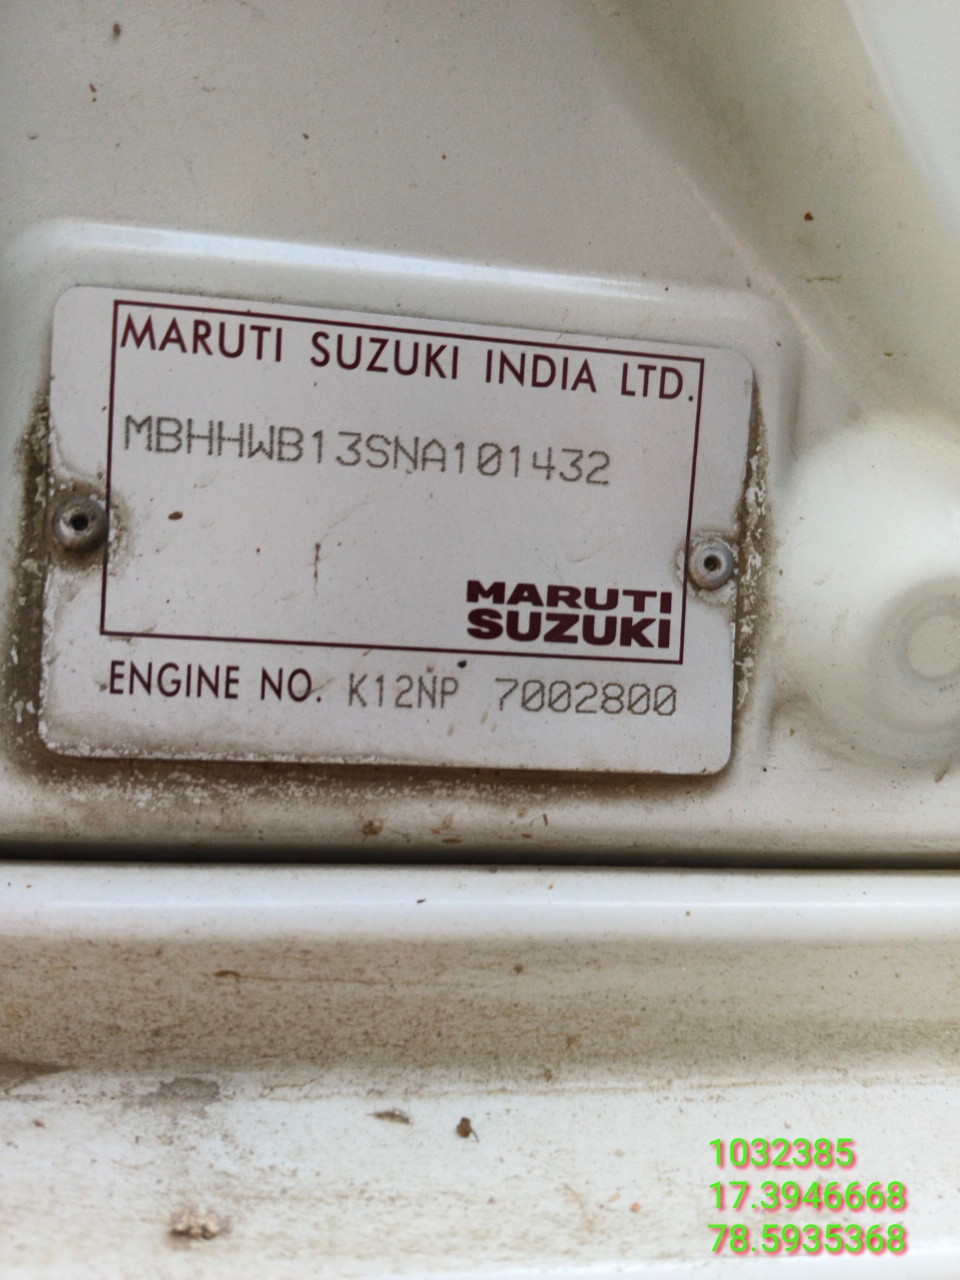 MARUTI SUZUKI INDIA LTD.
MBHHWB13SNA101432
MARUTI
SUZUKI
ENGINE NO. K12NP 7002800
1032385
17.3946668
78.5935368